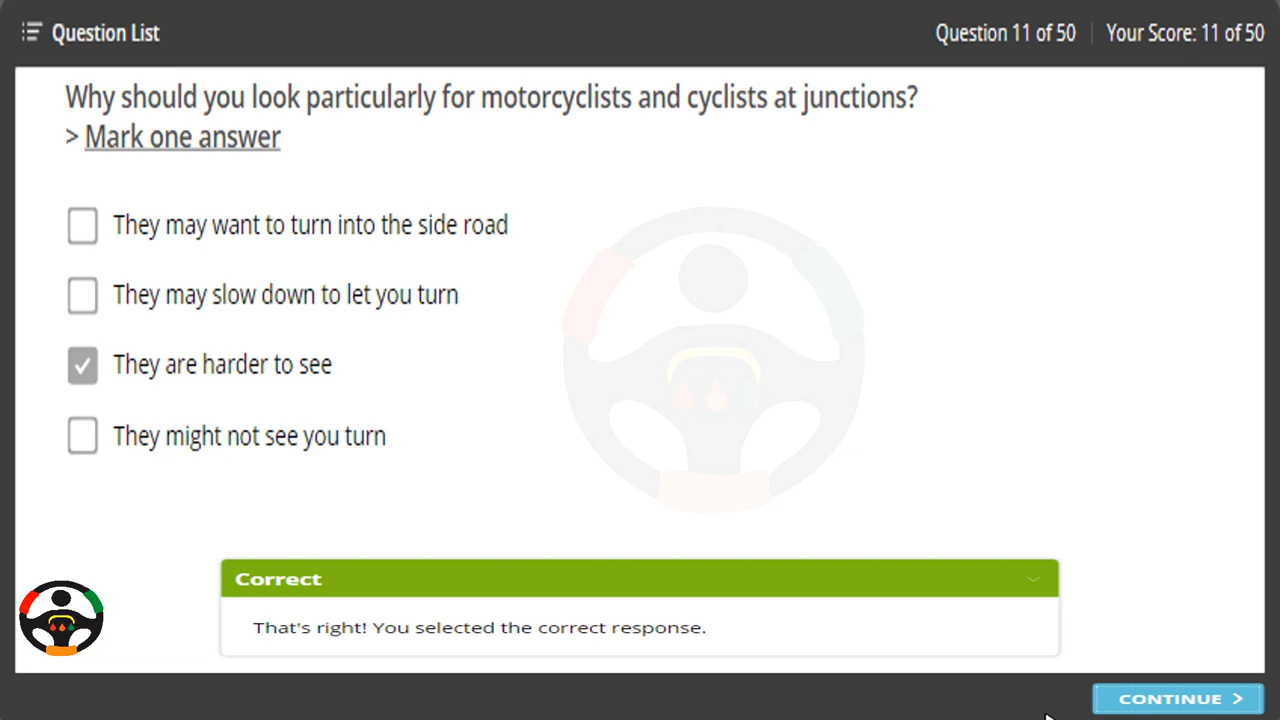 Question List
Question 11 of 50
Your Score: 11 of 50
Why should you look particularly for motorcyclists and cyclists at junctions?
> Mark one answer
They may want to turn into the side road
They may slow down to let you turn
They are harder to see
They might not see you turn
Correct
That's right! You selected the correct response.
CONTINUE >